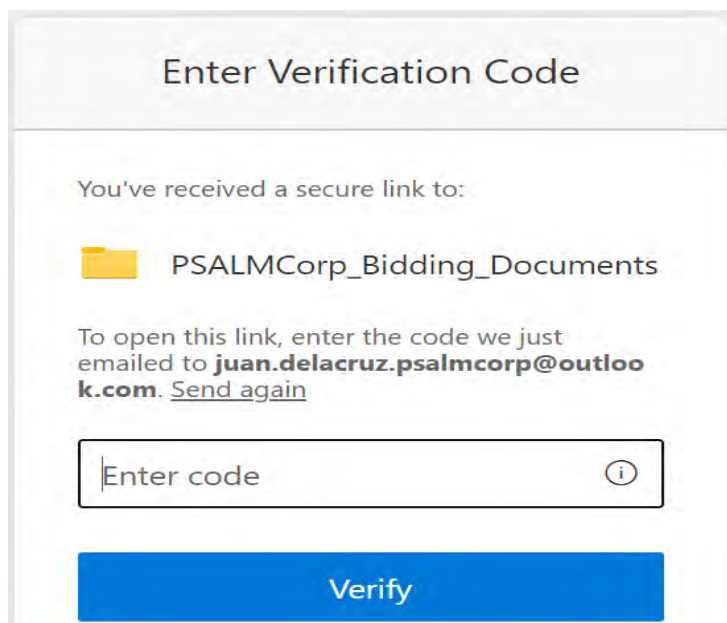 Enter Verification Code
You've received a secure link to:
PSALMCorp_Bidding_Documents
To open this link, enter the code we just
emailed to juan.delacruz.psalmcorp@outloo
k.com. Send again
Enter code
Verify